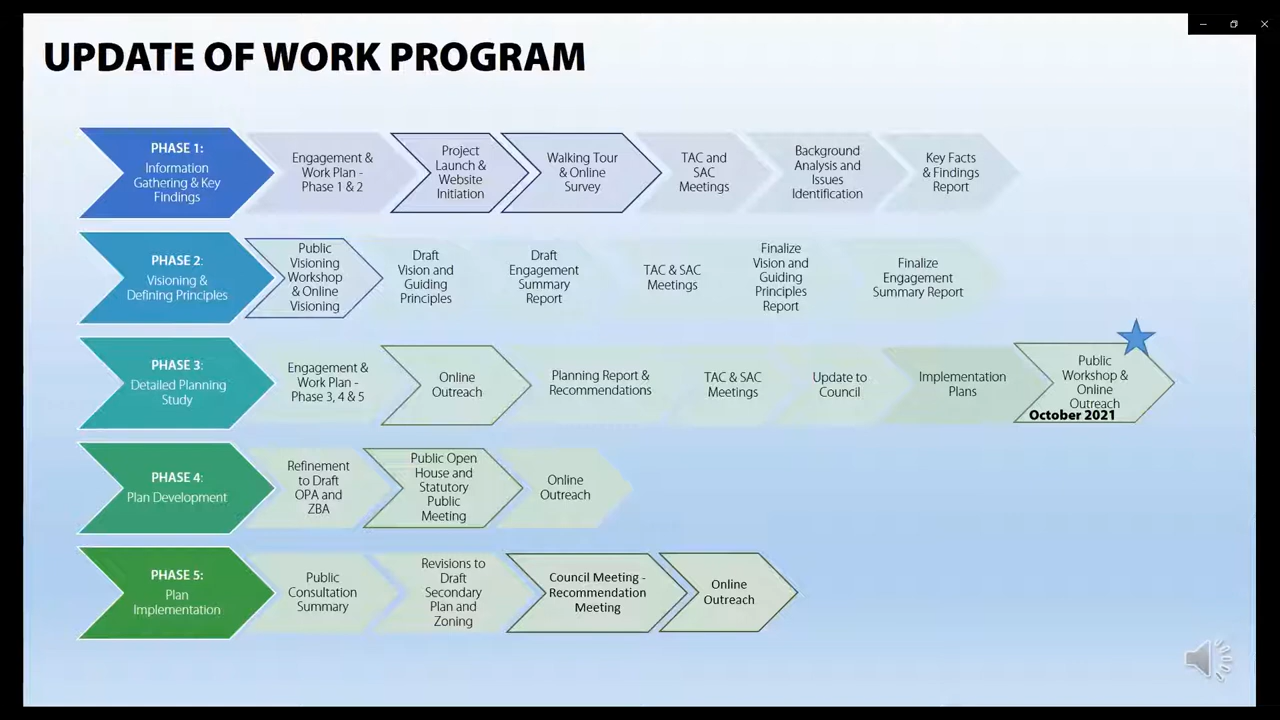 UPDATE OF WORK PROGRAM
PHASE 1:
Information
Gathering & Key
Findings
Engagement &
Work Plan -
Phase 1 & 2
Project
Launch &
Website
Initiation
Walking Tour
& Online
Survey
TAC and
SAC
Meetings
Background
Analysis and
Issues
Identification
Key Facts
& Findings
Report
PHASE 2:
Visioning &
Defining Principles
Public
Visioning
Workshop
& Online
Visioning
Draft
Vision and
Guiding
Principles
Draft
Engagement
Summary
Report
TAC & SAC
Meetings
Finalize
Vision and
Guiding
Principles
Report
Finalize
Engagement
Summary Report
PHASE 3:
Detailed Planning
Study
Engagement &
Work Plan -
Phase 3, 4 & 5
Online
Outreach
Planning Report &
Recommendations
TAC & SAC
Meetings
Update to
Council
Implementation
Plans
Public
Workshop &
Online
Outreach
October 2021
PHASE 4:
Plan Development
Refinement
to Draft
OPA and
ZBA
Public Open
House and
Statutory
Public
Meeting
Online
Outreach
PHASE 5:
Plan
Implementation
Public
Consultation
Summary
Revisions to
Draft
Secondary
Plan and
Zoning
Council Meeting -
Recommendation
Meeting
Online
Outreach